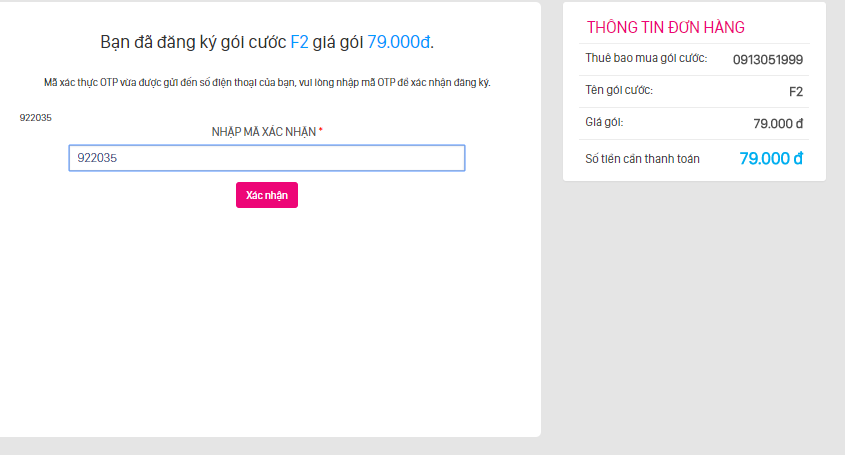 Bạn đã đăng ký gói cước F2 giá gói 79.000đ.
Mã xác thực OTP vừa được gửi đến số điện thoại của bạn, vui lòng nhập mã OTP để xác nhận đăng ký.
922035
NHẬP MÃ XÁC NHẬN *
922035
Xác nhận
THÔNG TIN ĐƠN HÀNG
Thuê bao mua gói cước: 0913051999
Tên gói cước: F2
Giá gói: 79.000 đ
Số tiền cần thanh toán 79.000 đ